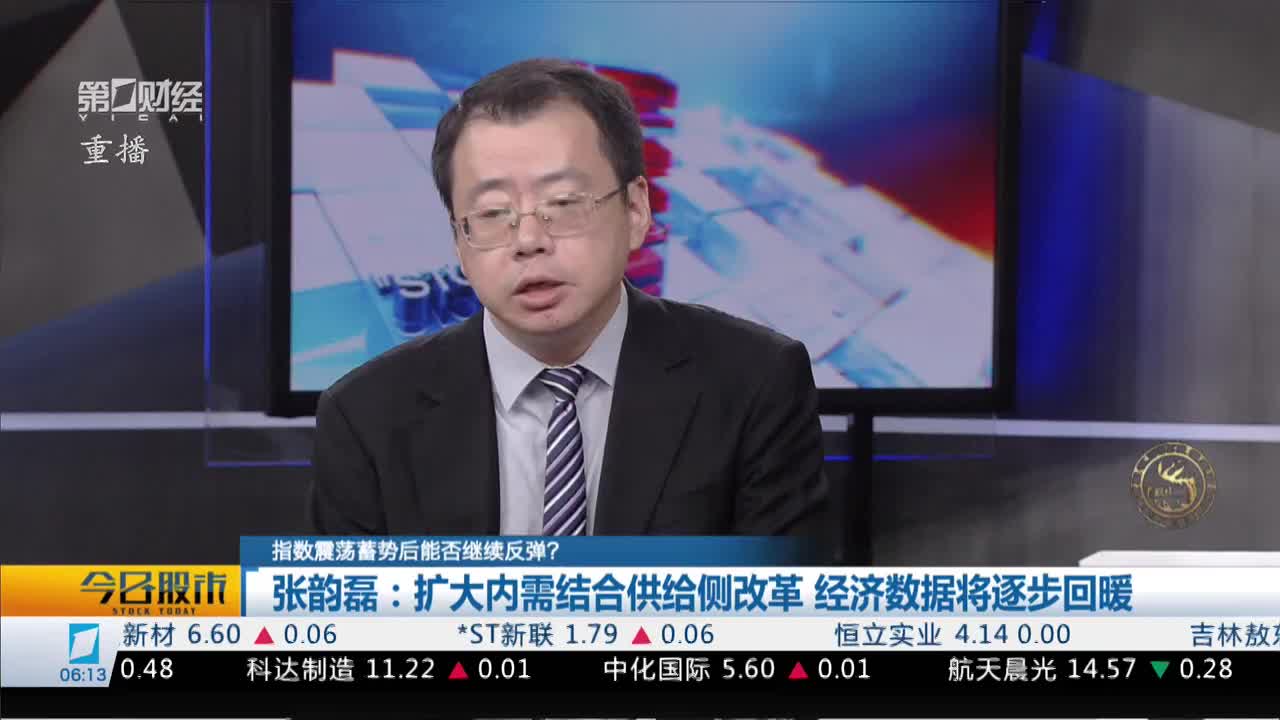 第一财经
YICAI
重播
"STO
指数震荡蓄势后能否继续反弹?
今日股市
STOCK TODAY
张韵磊：扩大内需结合供给侧改革 经济数据将逐步回暖
新材 6.60 ▲ 0.06 *ST新联 1.79 ▲ 0.06 恒立实业 4.14 0.00 吉林敖东
06:13
0.48 科达制造 11.22 ▲ 0.01 中化国际 5.60 ▲ 0.01 航天晨光 14.57 ▼ 0.28